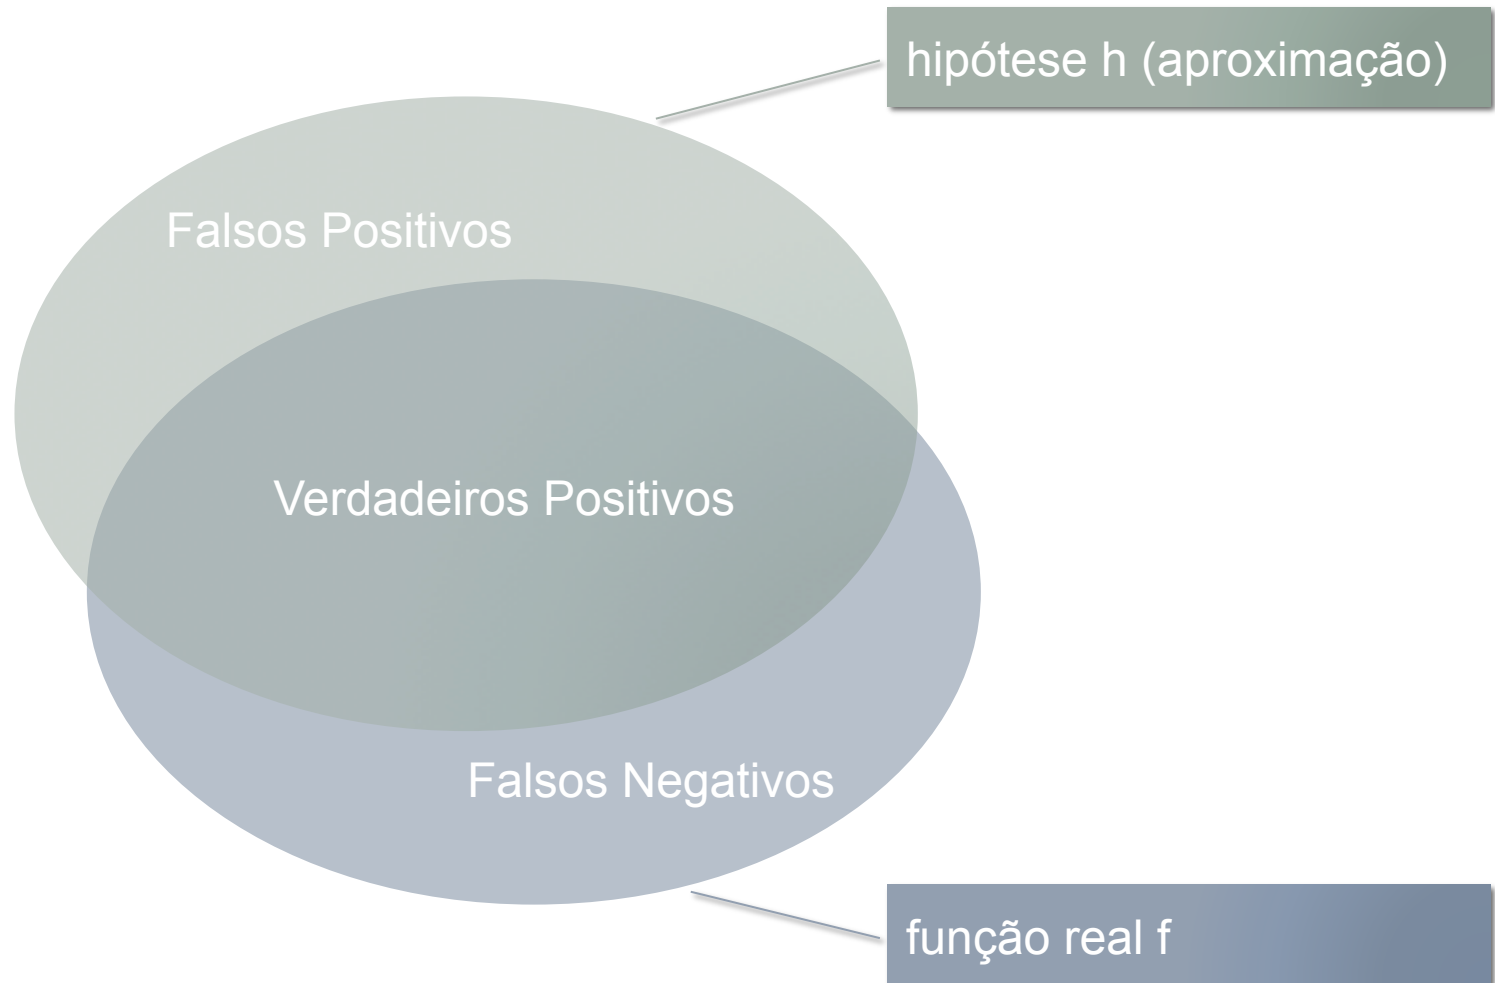 hipótese h (aproximação)
Falsos Positivos
Verdadeiros Positivos
Falsos Negativos
função real f